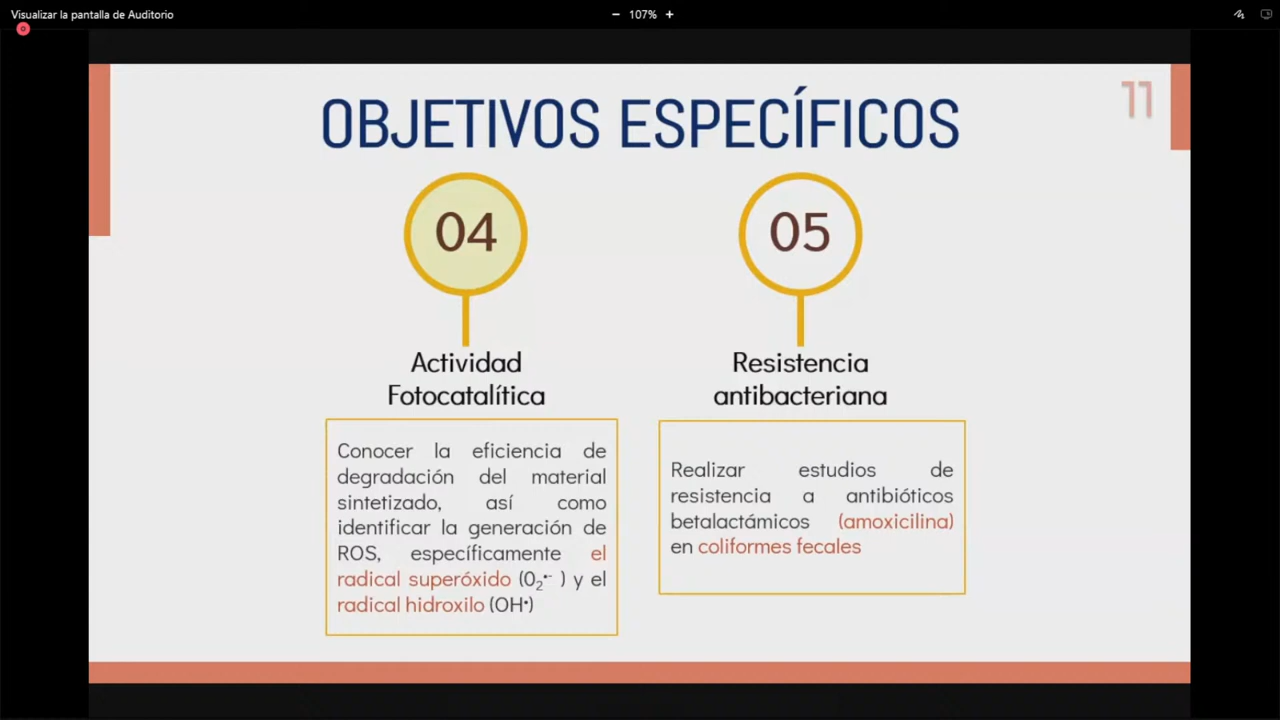 Visualizar la pantalla de Auditorio
− 107% +
11
OBJETIVOS ESPECÍFICOS
04
Actividad
Fotocatalítica
Conocer la eficiencia de
degradación del material
sintetizado, así como
identificar la generación de
ROS, específicamente el
radical superóxido (0₂•⁻ ) y el
radical hidroxilo (OH•)
05
Resistencia
antibacteriana
Realizar estudios de
resistencia a antibióticos
betalactámicos (amoxicilina)
en coliformes fecales